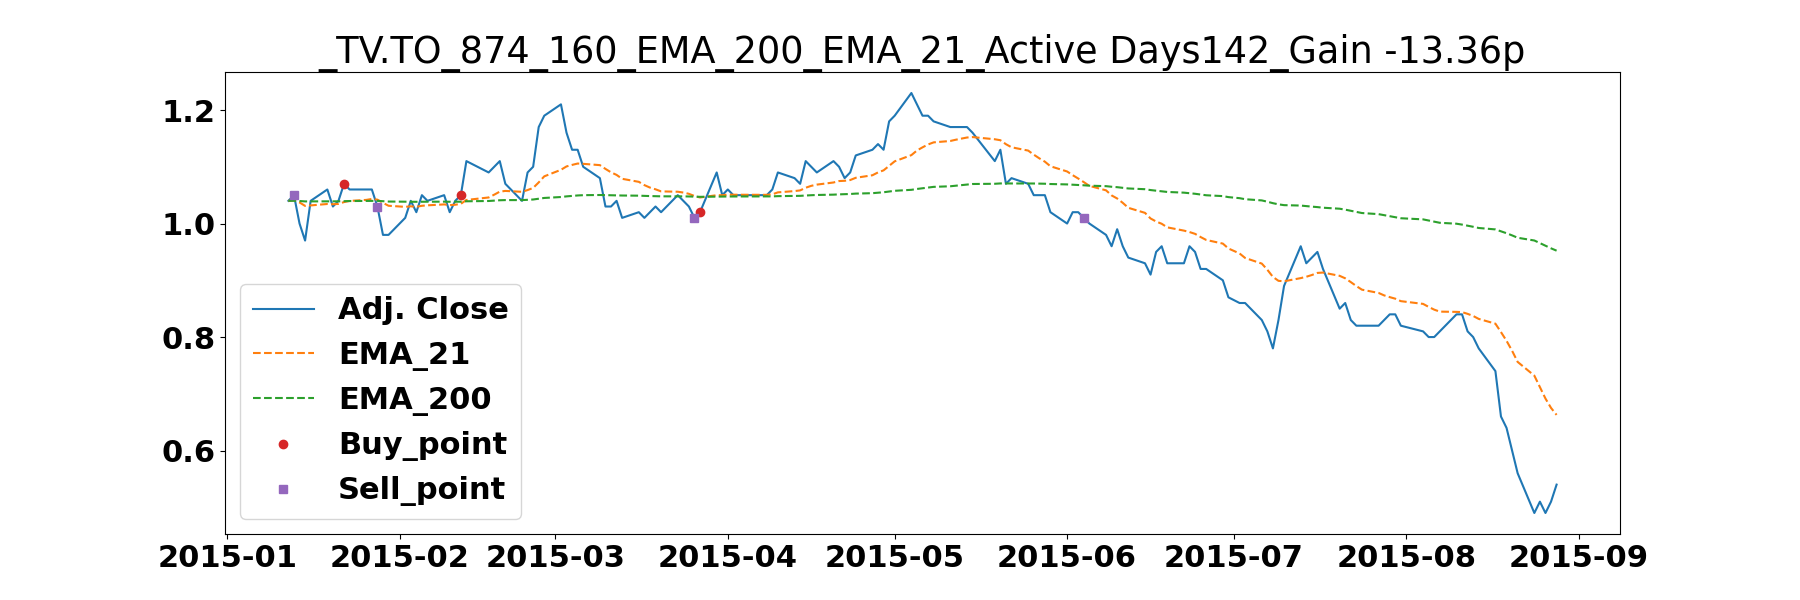 _TV.TO_874_160_EMA_200_EMA_21_Active Days142_Gain -13.36p
1.2
1.0
0.8
0.6
Adj. Close
EMA_21
EMA_200
Buy_point
Sell_point
2015-01 2015-02 2015-03 2015-04 2015-05 2015-06 2015-07 2015-08 2015-09